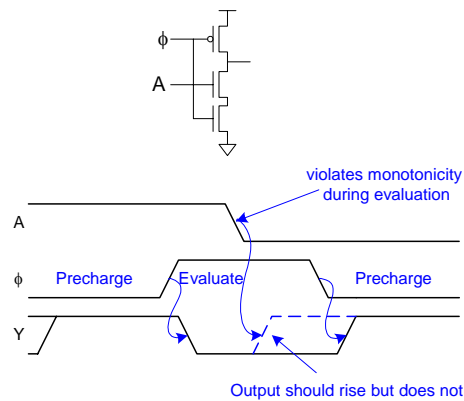 ϕ
A
violates monotonicity
during evaluation
A
ϕ Precharge Evaluate Precharge
Y
Output should rise but does not